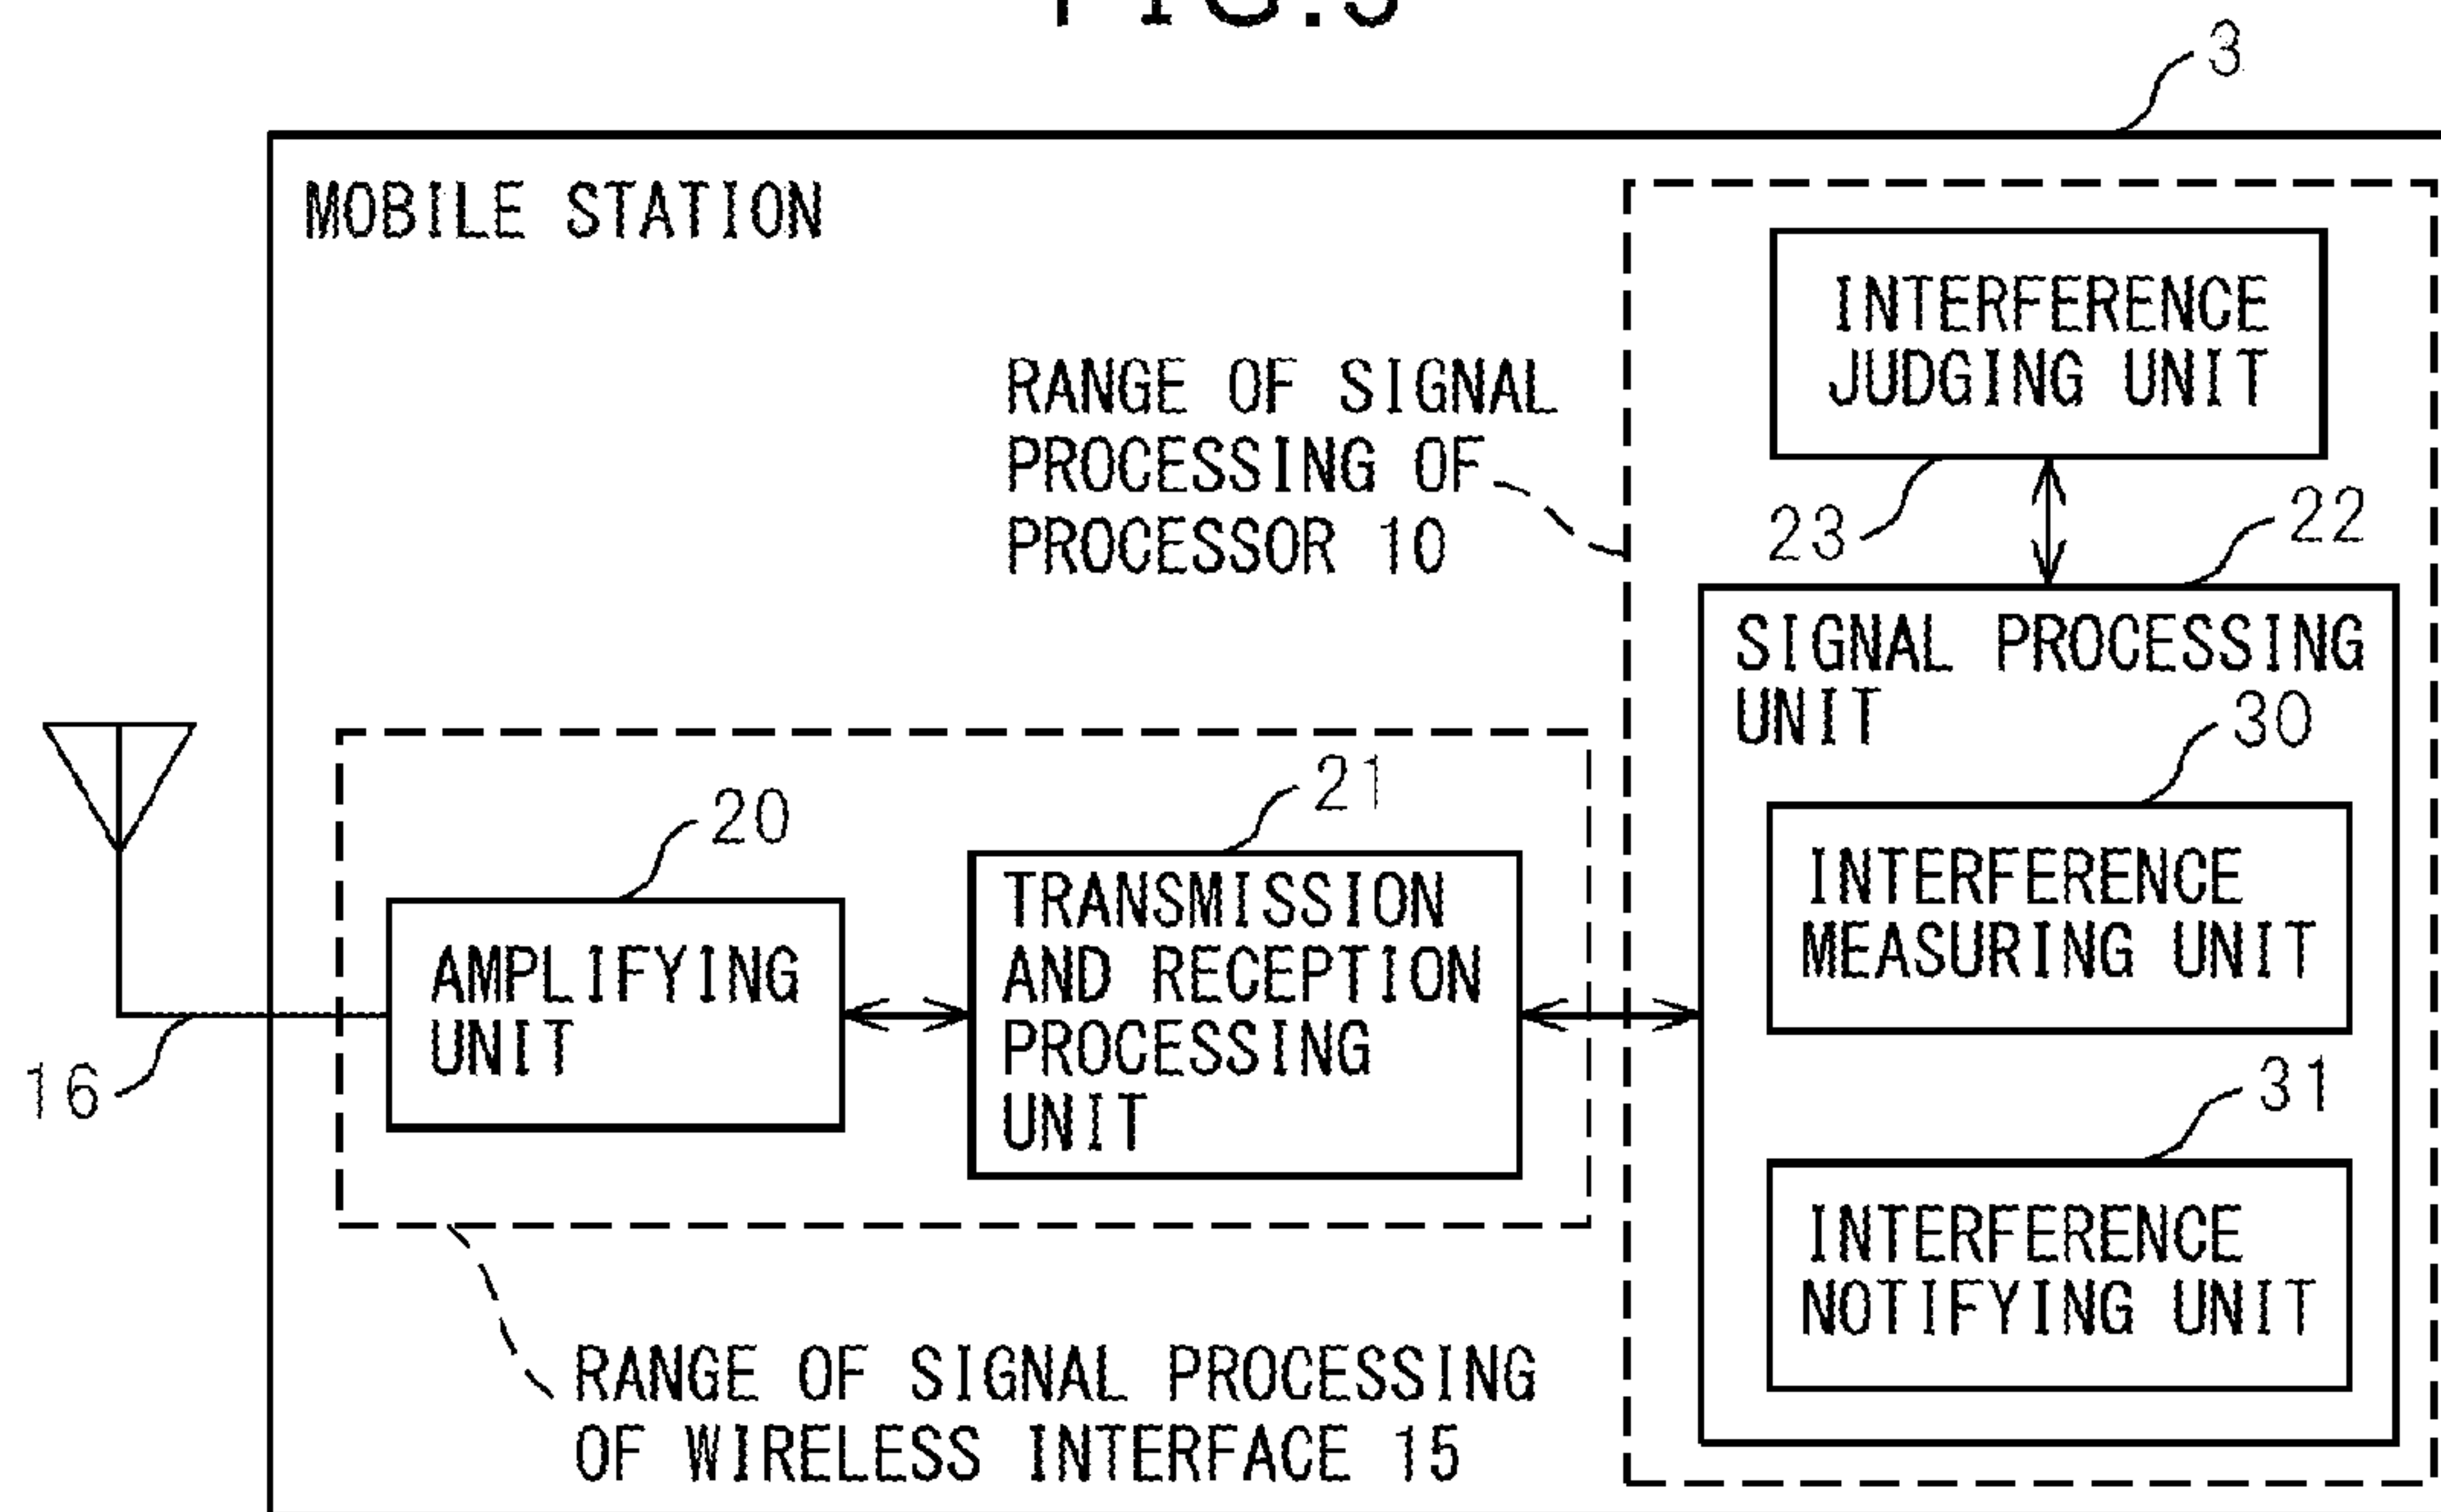 3
MOBILE STATION
INTERFERENCE
JUDGING UNIT
RANGE OF SIGNAL
PROCESSING OF
PROCESSOR 10
23
22
SIGNAL PROCESSING
UNIT
30
INTERFERENCE
MEASURING UNIT
31
INTERFERENCE
NOTIFYING UNIT
20
21
AMPLIFYING
UNIT
TRANSMISSION
AND RECEPTION
PROCESSING
UNIT
16
RANGE OF SIGNAL PROCESSING
OF WIRELESS INTERFACE 15